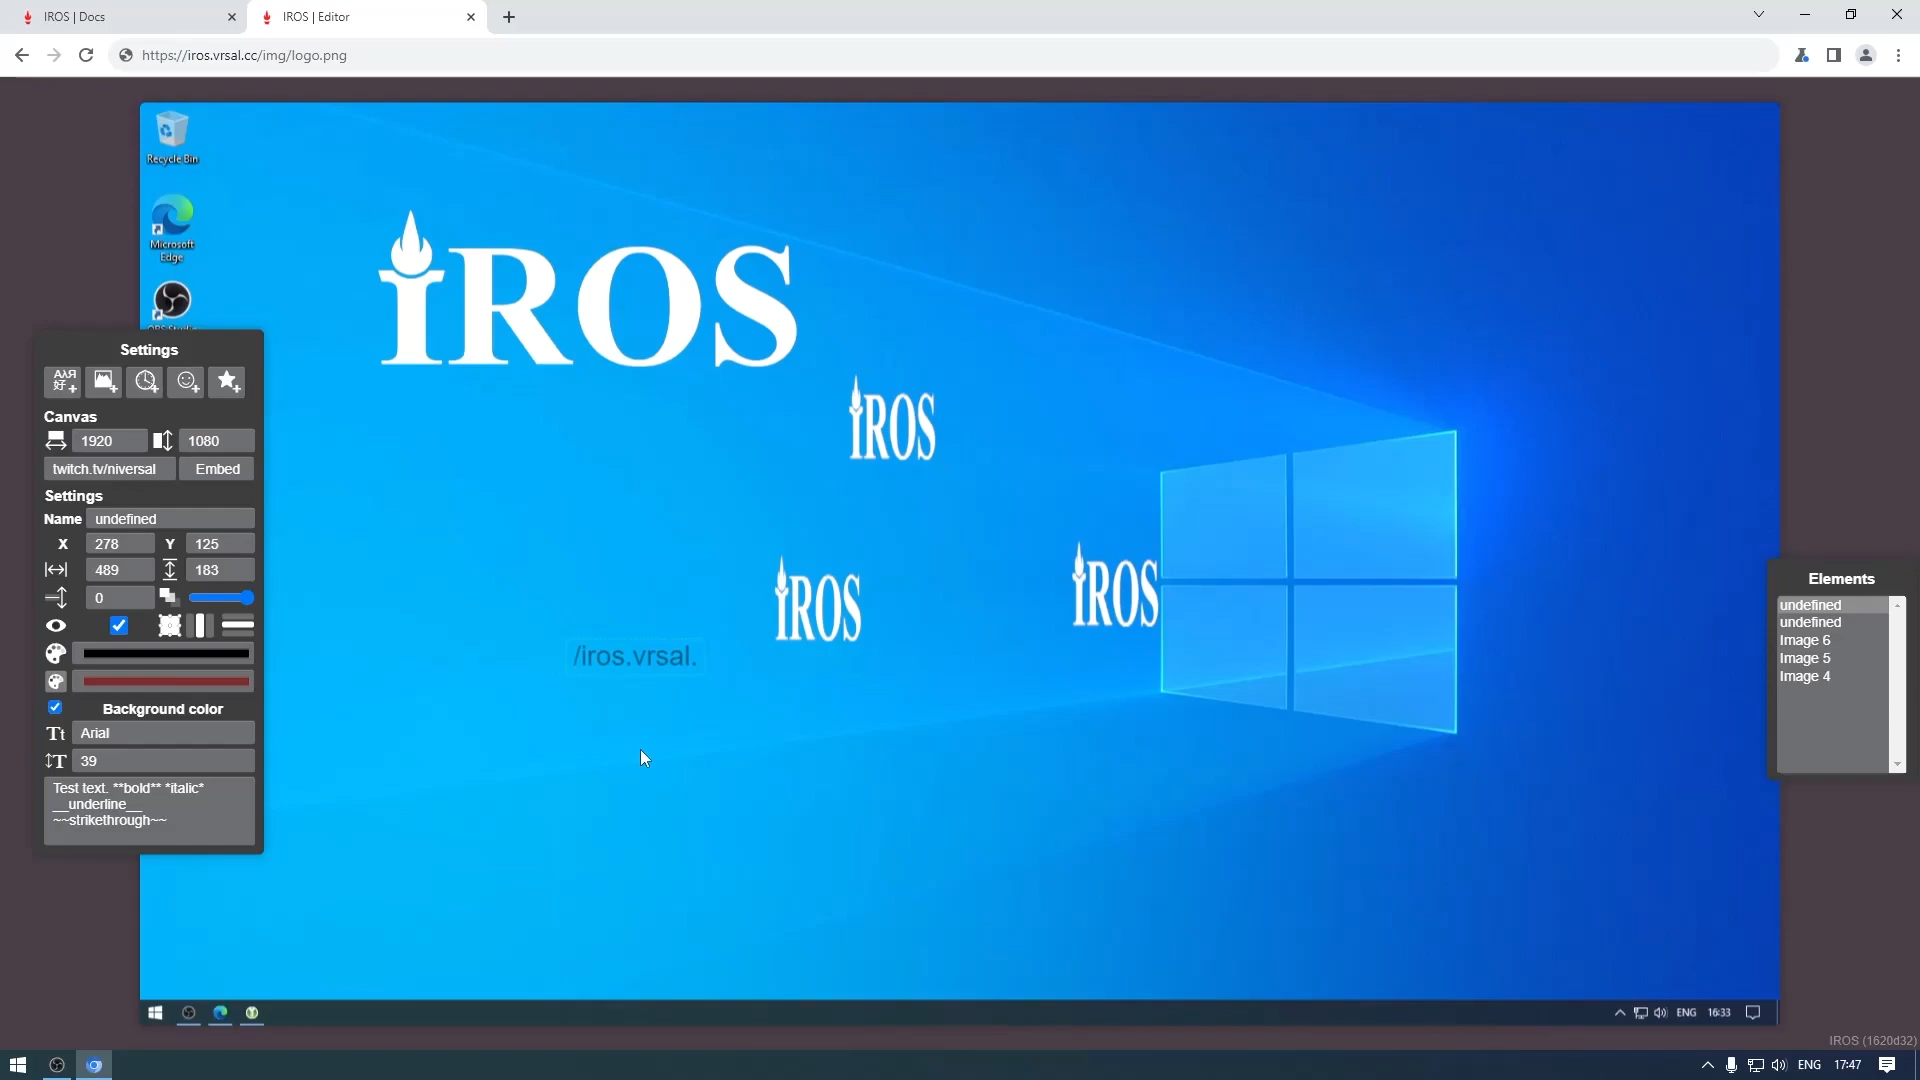 IROS | Docs
IROS | Editor
https://iros.vrsal.cc/img/logo.png
Recycle Bin
Microsoft
Edge
OBS Studio
IROS
IROS
IROS
IROS
/iros.vrsal.
Settings
Canvas
1920
1080
twitch.tv/niversal
Embed
Settings
Name
undefined
X
278
Y
125
489
183
0
Background color
Tt
Arial
T
39
Test text. **bold** *italic*
__underline__
~~strikethrough~~
Elements
undefined
undefined
Image 6
Image 5
Image 4
ENG
16:33
IROS (1620d32)
ENG
17:47